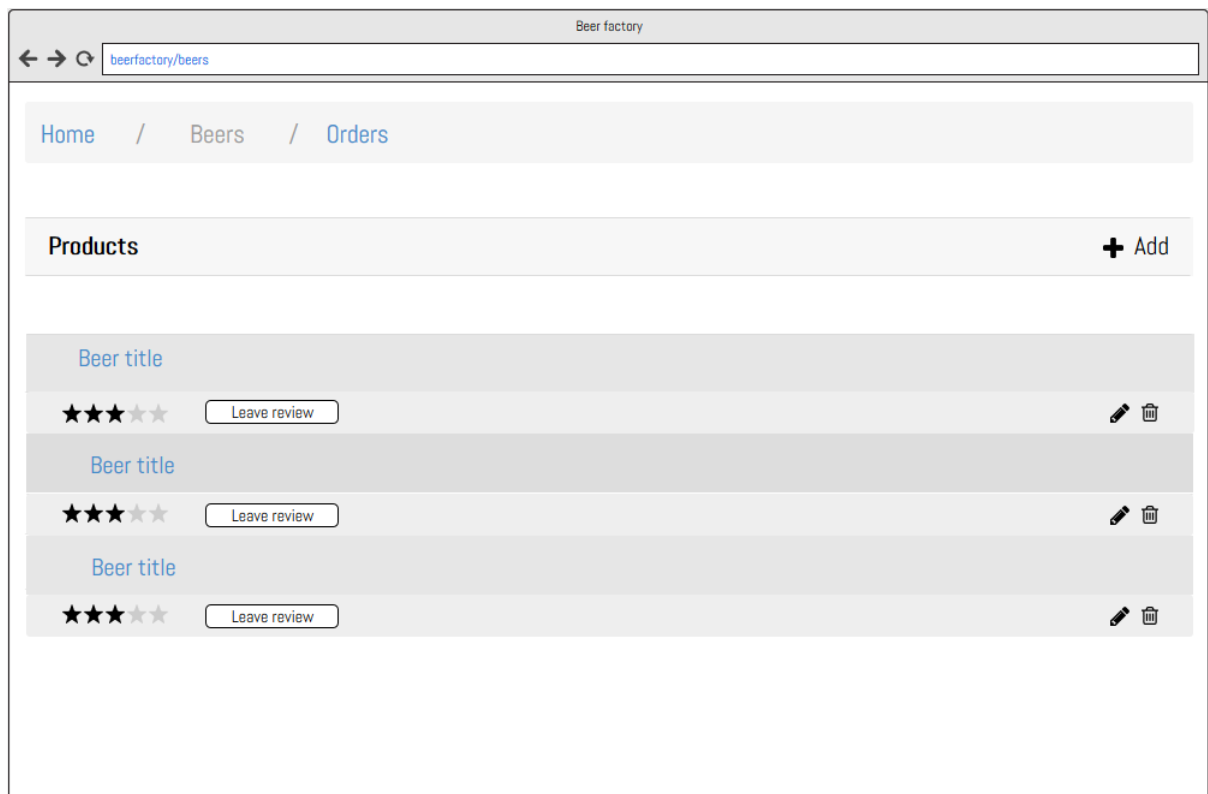 Beer factory
beerfactory/beers
Home / Beers / Orders
Products
Add
Beer title
Leave review
Beer title
Leave review
Beer title
Leave review